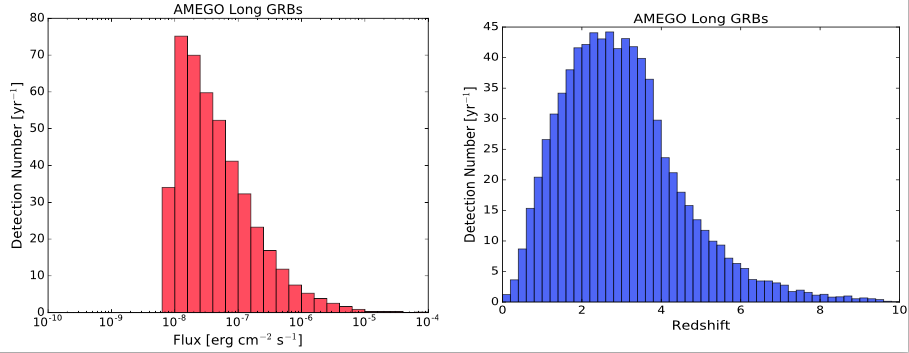 AMEGO Long GRBs
80
70
60
50
40
30
20
10
0
Detection Number [yr⁻¹]
10⁻¹⁰ 10⁻⁹ 10⁻⁸ 10⁻⁷ 10⁻⁶ 10⁻⁵ 10⁻⁴
Flux [erg cm⁻² s⁻¹]
AMEGO Long GRBs
45
40
35
30
25
20
15
10
5
0
Detection Number [yr⁻¹]
0 2 4 6 8 10
Redshift